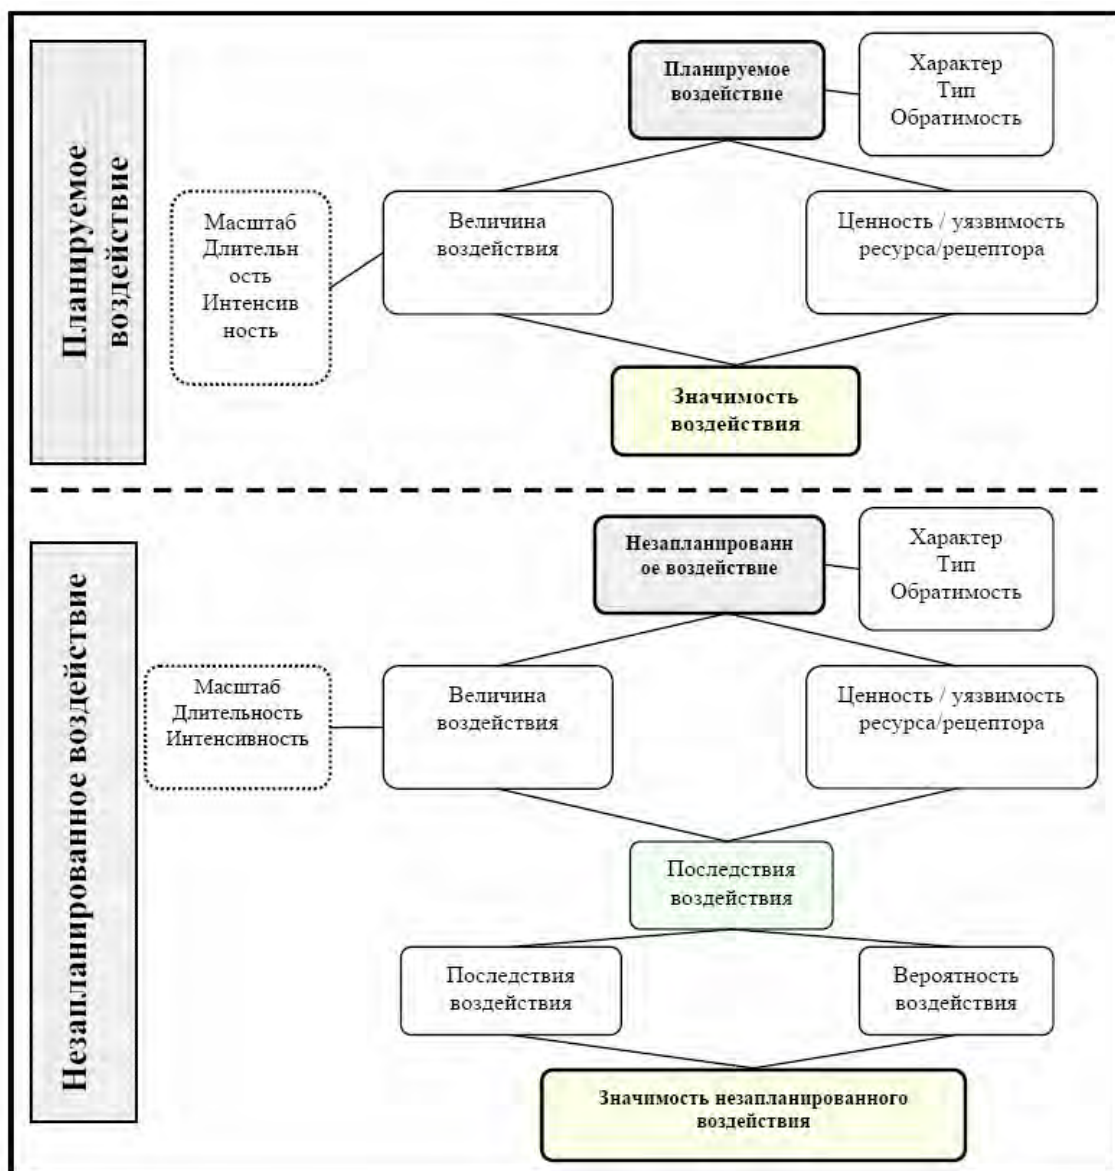 Планируемое
воздействие
Планируемое
воздействие
Характер
Тип
Обратимость
Масштаб
Длительн
ость
Интенсив
ность
Величина
воздействия
Ценность / уязвимость
ресурса/рецептора
Значимость
воздействия
Незапланированное воздействие
Незапланированн
ое воздействие
Характер
Тип
Обратимость
Масштаб
Длительность
Интенсивность
Величина
воздействия
Ценность / уязвимость
ресурса/рецептора
Последствия
воздействия
Последствия
воздействия
Вероятность
воздействия
Значимость незапланированного
воздействия